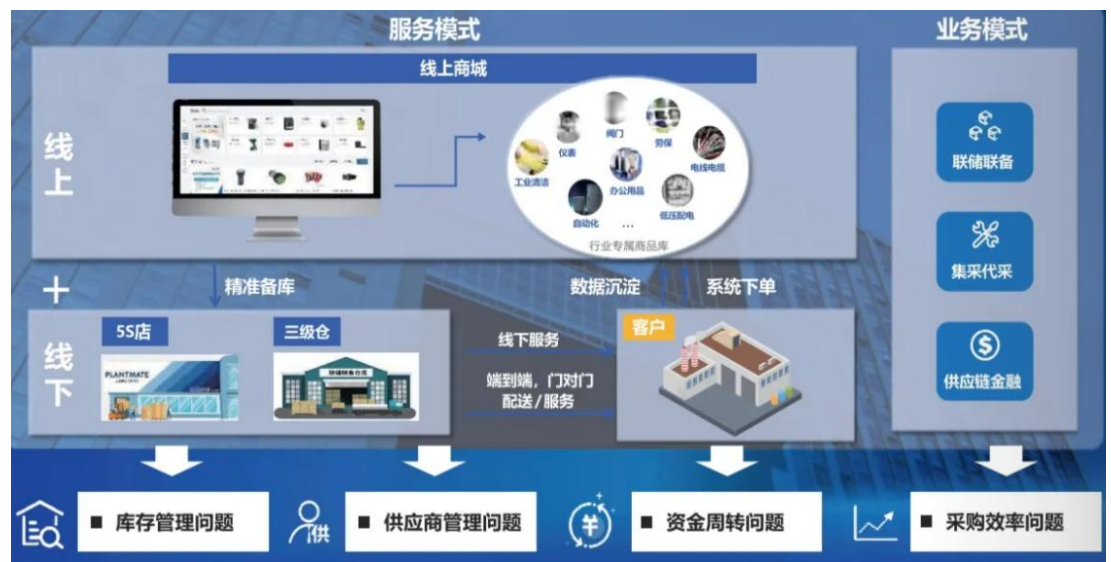 服务模式
业务模式
线上商城
线上
仪表
阀门
劳保
电线电缆
工业清洁
办公用品
自动化
...
低压配电
行业专属商品库
联储联备
集采代采
供应链金融
+
精准备库
数据沉淀
系统下单
线下
5S店
三级仓
PLANTMATE
联储联备仓库
线下服务
端到端，门对门
配送/服务
客户
■ 库存管理问题
供
■ 供应商管理问题
¥
■ 资金周转问题
■ 采购效率问题